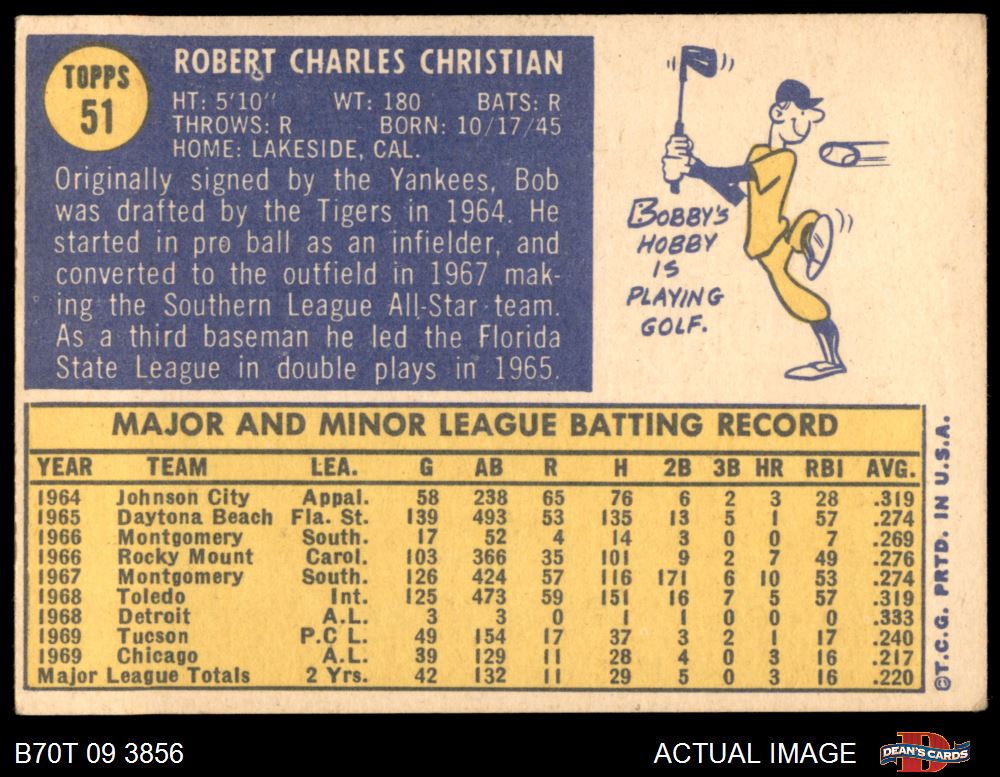 TOPPS
51
ROBERT CHARLES CHRISTIAN
HT: 5'10" WT: 180 BATS: R
THROWS: R BORN: 10/17/45
HOME: LAKESIDE, CAL.
Originally signed by the Yankees, Bob
was drafted by the Tigers in 1964. He
started in pro ball as an infielder, and
converted to the outfield in 1967 mak-
ing the Southern League All-Star team.
As a third baseman he led the Florida
State League in double plays in 1965.
BOBBY'S
HOBBY
IS
PLAYING
GOLF.
MAJOR AND MINOR LEAGUE BATTING RECORD
YEAR TEAM LEA. G AB R H 2B 3B HR RBI AVG.
1964 Johnson City Appal. 58 238 65 76 6 2 3 28 .319
1965 Daytona Beach Fla. St. 139 493 53 135 13 5 1 57 .274
1966 Montgomery South. 17 52 4 14 3 0 0 7 .269
1966 Rocky Mount Carol. 103 366 35 101 9 2 7 49 .276
1967 Montgomery South. 126 424 57 116 171 6 10 53 .274
1968 Toledo Int. 125 473 59 151 16 7 5 57 .319
1968 Detroit A.L. 3 3 0 1 1 0 0 0 .333
1969 Tucson P.C L. 49 154 17 37 3 2 1 17 .240
1969 Chicago A.L. 39 129 11 28 4 0 3 16 .217
Major League Totals 2 Yrs. 42 132 11 29 5 0 3 16 .220
©T.C.G. PRTD. IN U.S.A.
B70T 09 3856
ACTUAL IMAGE
D
DEAN'S CARDS